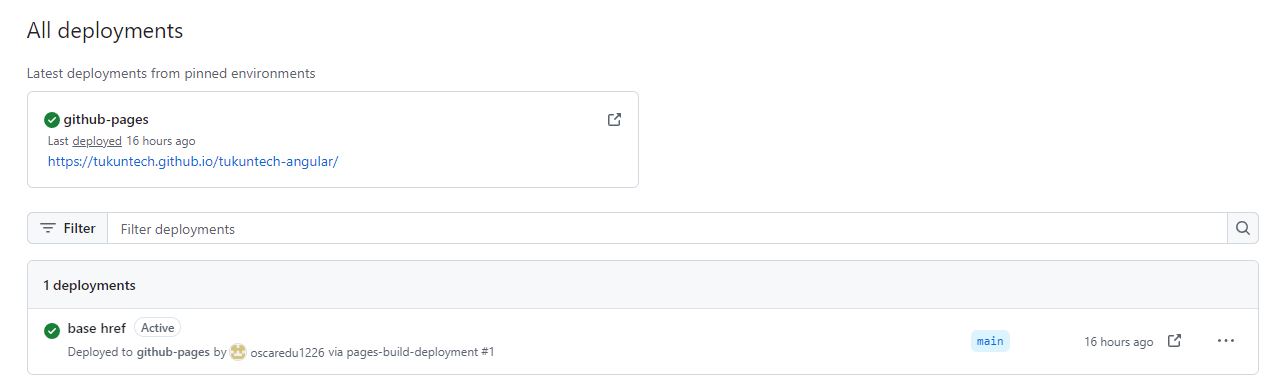 All deployments
Latest deployments from pinned environments
github-pages
Last deployed 16 hours ago
https://tukuntech.github.io/tukuntech-angular/
Filter Filter deployments
1 deployments
base href Active
Deployed to github-pages by oscaredu1226 via pages-build-deployment #1
main 16 hours ago